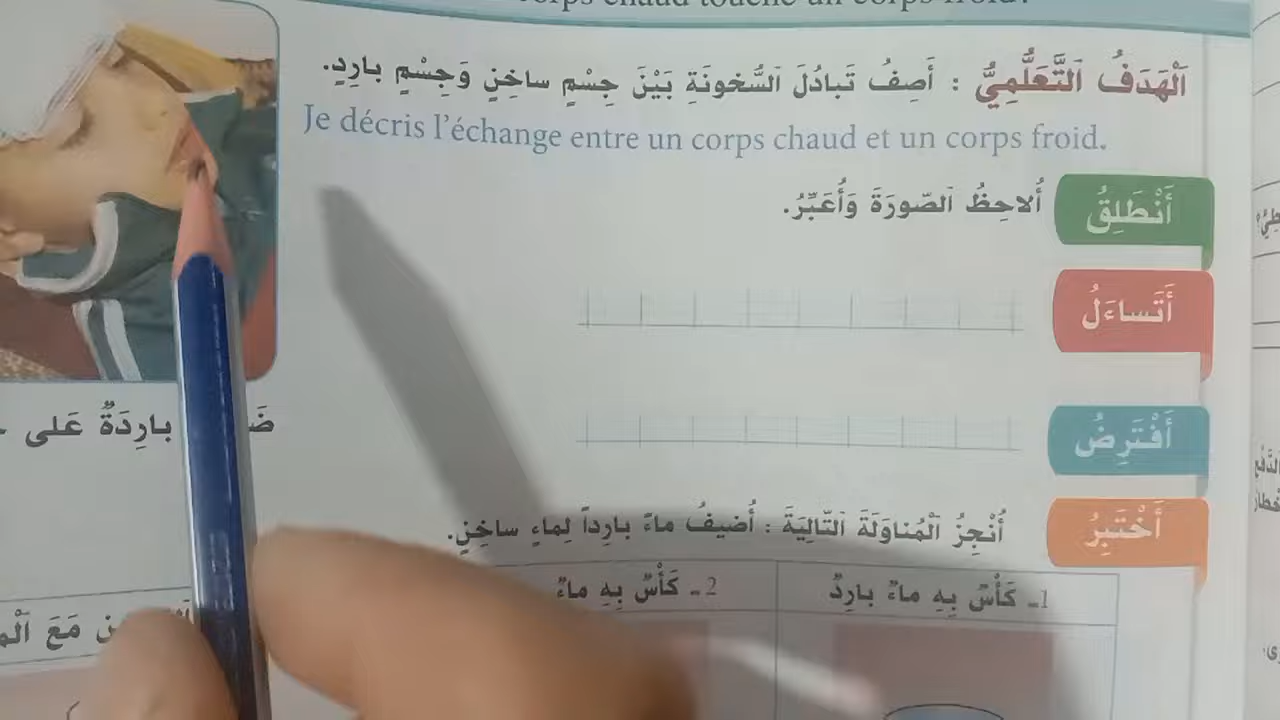 corps chaud touche un corps froid.
اَلْهَدَفُ اَلتَّعَلُّمِيُّ : أَصِفُ تَبادُلَ اَلسُّخونَةِ بَيْنَ جِسْمٍ ساخِنٍ وَجِسْمٍ بارِدٍ.
Je décris l'échange entre un corps chaud et un corps froid.
أَنْطَلِقُ
أُلاحِظُ اَلصّورَةَ وَأُعَبِّرُ.
أَتَساءَلُ
أَفْتَرِضُ
بارِدَةٌ عَلى
أَخْتَبِرُ
أُنْجِزُ اَلْمُناوَلَةَ اَلتّالِيَةَ : أُضيفُ ماءً بارِداً لِماءٍ ساخِنٍ.
1- كَأْسٌ بِهِ ماءٌ بارِدٌ
2- كَأْسٌ بِهِ ماءٌ
مَعَ